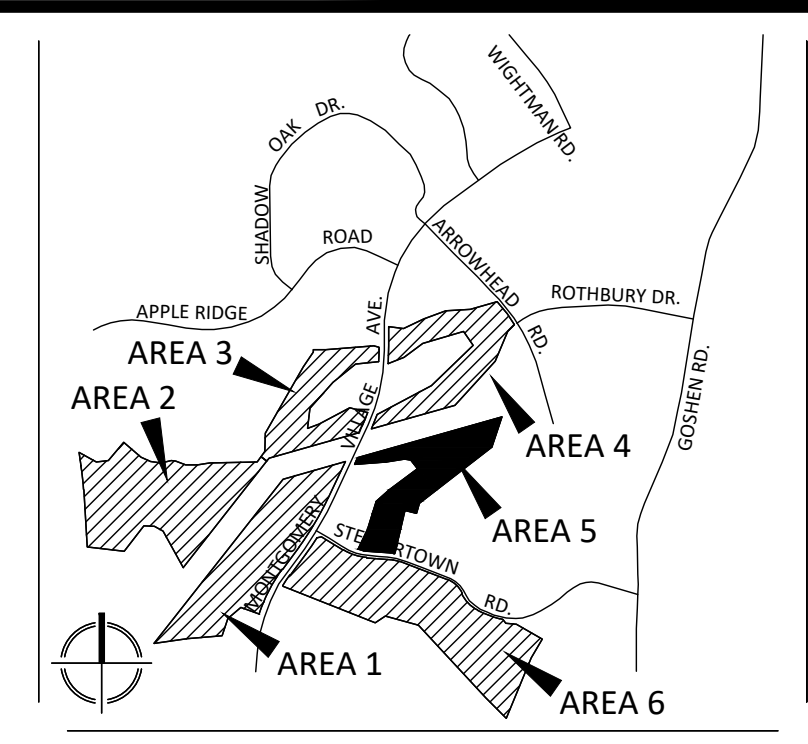 WIGHTMAN RD.
OAK DR.
SHADOW
ROAD
ARROWHEAD
RD.
ROTHBURY DR.
APPLE RIDGE
AVE.
AREA 3
GOSHEN RD.
AREA 2
VILLAGE
AREA 4
AREA 5
MONTGOMERY
RD.
AREA 1
AREA 6